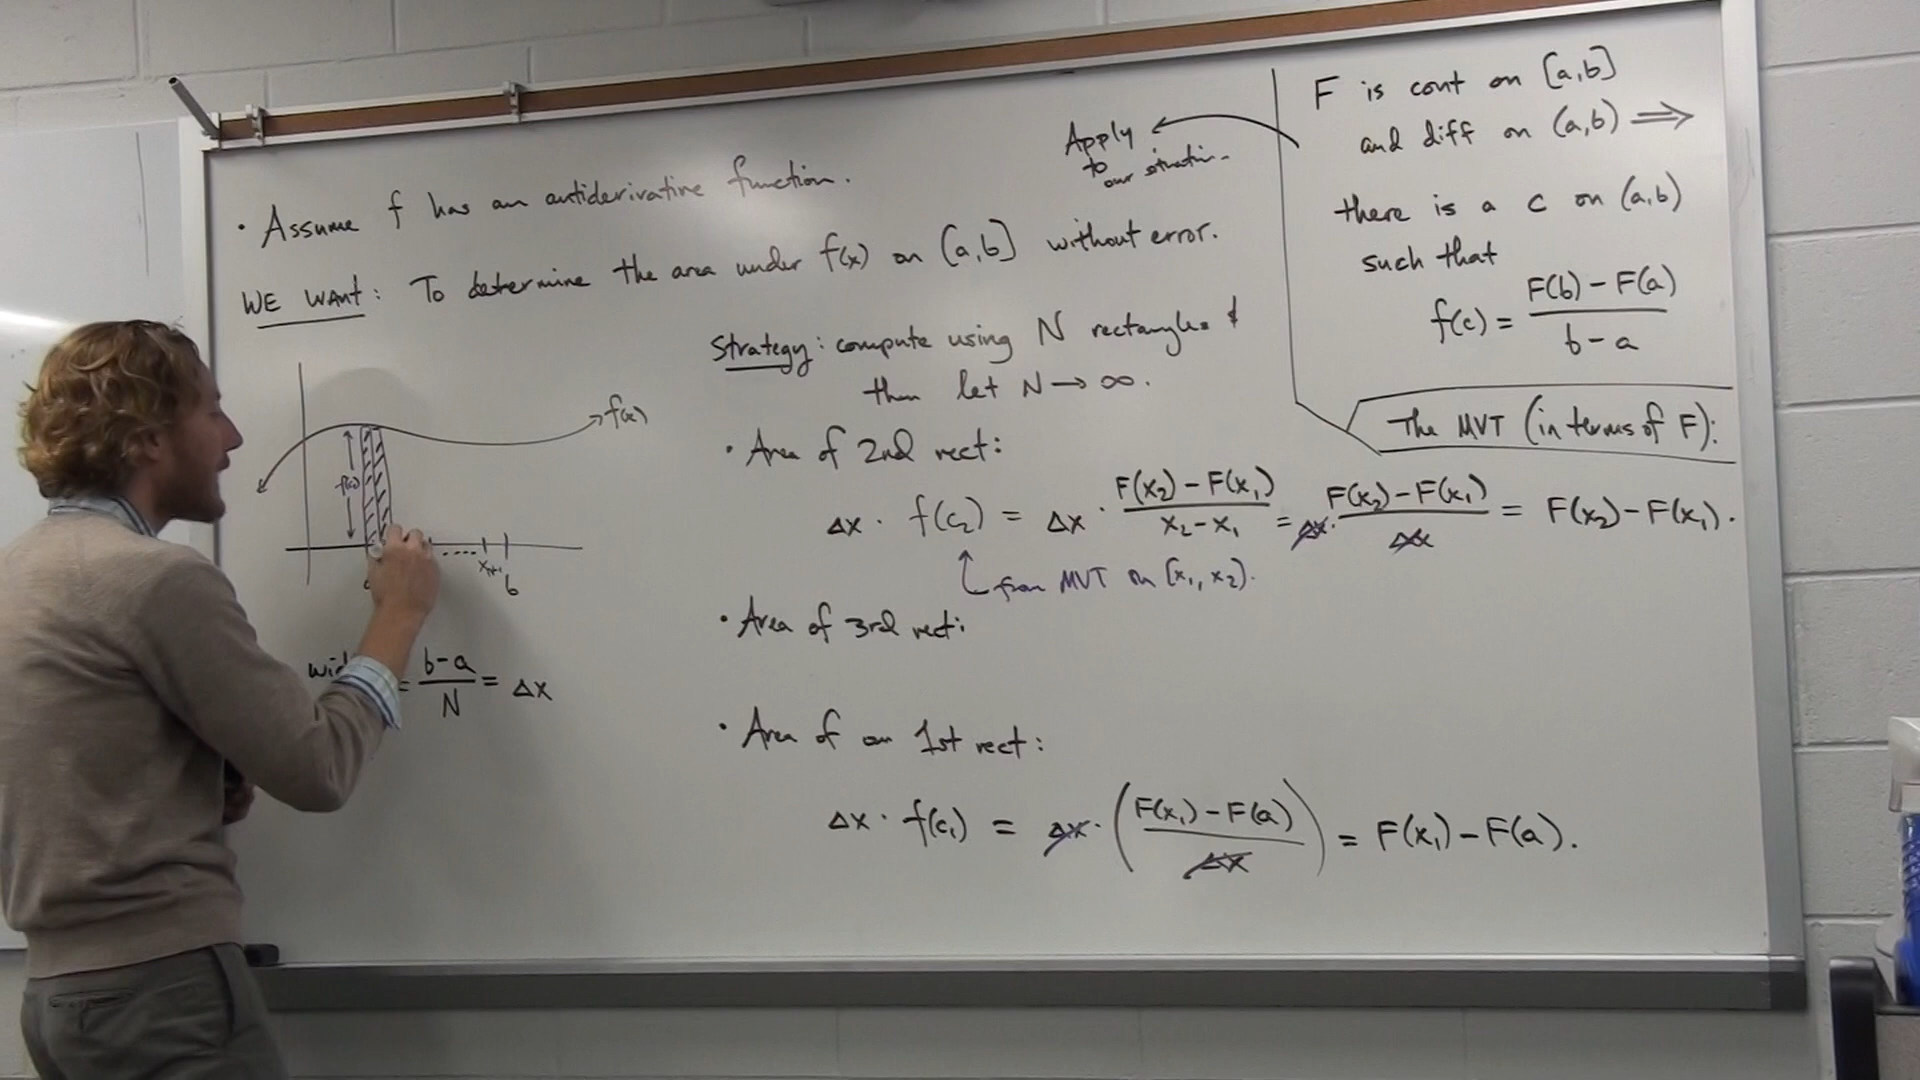 • Assume f has an antiderivative function.
WE WANT: To determine the area under f(x) on [a,b] without error.
Apply
to
our situation
F is cont on [a,b]
and diff on (a,b) ⟹
there is a c on (a,b)
such that
f(c) = F(b) - F(a) / b - a
The MVT (in terms of F):
Strategy: compute using N rectangles &
then let N → ∞.
f(x)
b
b-a / N = Δx
• Area of 2nd rect:
Δx · f(c₂) = Δx · F(x₂) - F(x₁) / x₂ - x₁ = Δx · F(x₂) - F(x₁) / Δx = F(x₂) - F(x₁).
from MVT on [x₁, x₂].
• Area of 3rd rect:
• Area of our 1st rect:
Δx · f(c₁) = Δx · (F(x₁) - F(a) / Δx) = F(x₁) - F(a).